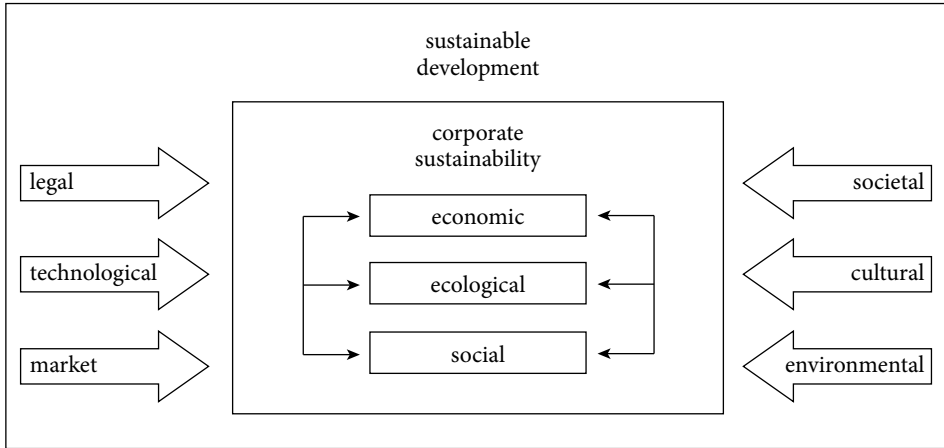 sustainable
development
corporate
sustainability
legal
societal
economic
technological
ecological
cultural
market
social
environmental